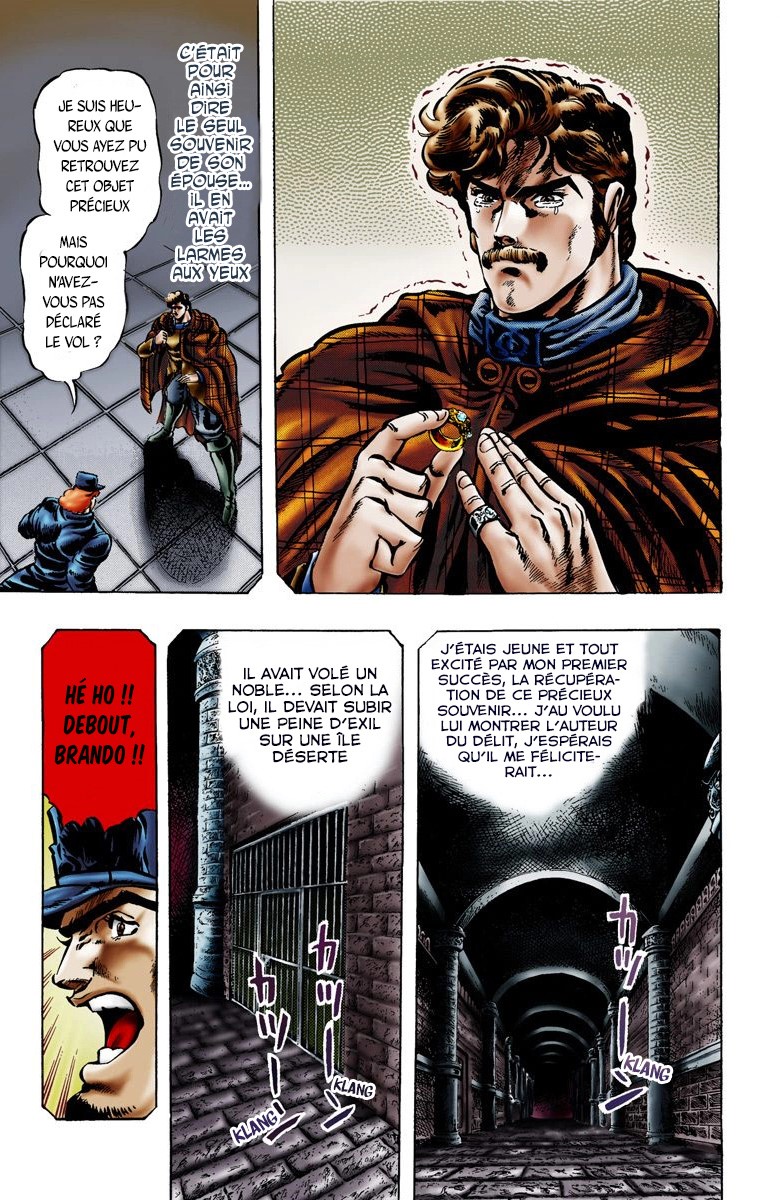 C'ÉTAIT
POUR
AINSI
DIRE
LE SEUL
SOUVENIR
DE SON
ÉPOUSE...
IL EN
AVAIT
LES
LARMES
AUX YEUX
JE SUIS HEU-
REUX QUE
VOUS AYEZ PU
RETROUVEZ
CET OBJET
PRÉCIEUX
MAIS
POURQUOI
N'AVEZ-
VOUS PAS
DÉCLARÉ
LE VOL ?
J'ÉTAIS JEUNE ET TOUT
EXCITÉ PAR MON PREMIER
SUCCÈS, LA RÉCUPÉRA-
TION DE CE PRÉCIEUX
SOUVENIR... J'AU VOULU
LUI MONTRER L'AUTEUR
DU DÉLIT, J'ESPÉRAIS
QU'IL ME FÉLICITE-
RAIT...
カツーン
KLANG
IL AVAIT VOLÉ UN
NOBLE... SELON LA
LOI, IL DEVAIT SUBIR
UNE PEINE D'EXIL
SUR UNE ÎLE
DÉSERTE
カツーン
KLANG
カツーン
KLANG
HÉ HO !!
DEBOUT,
BRANDO !!